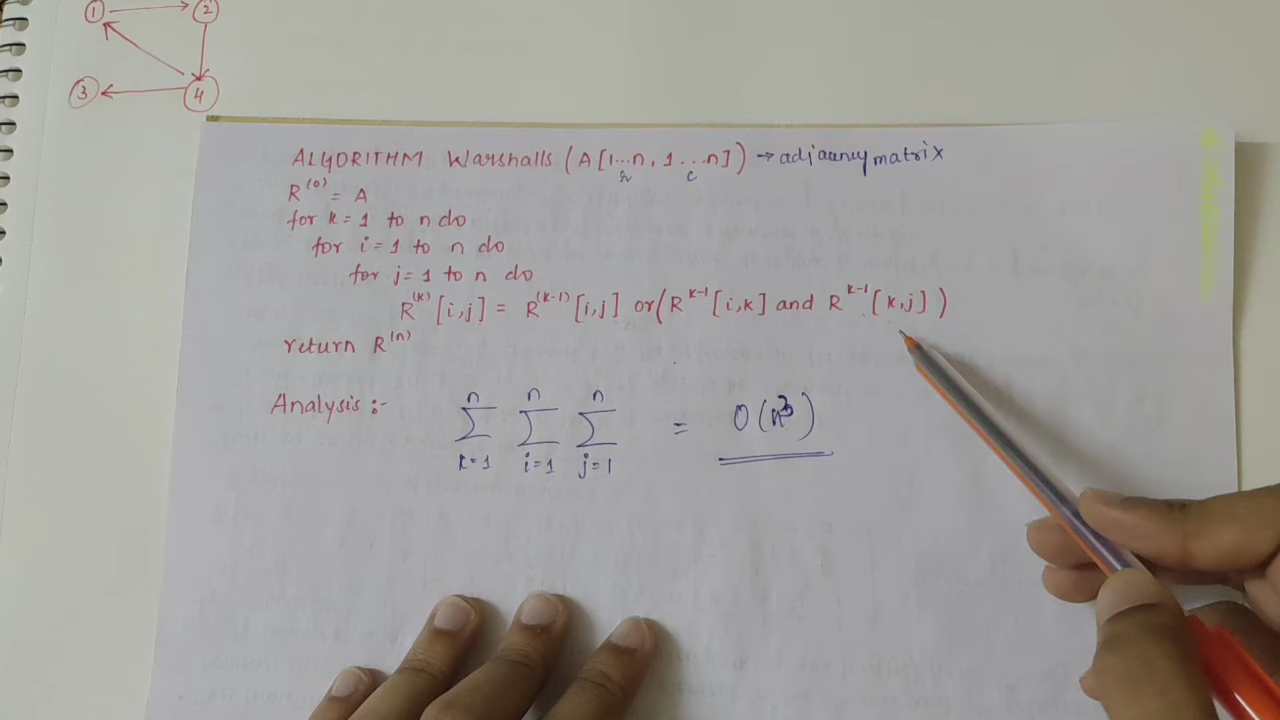 1 2
3 4
ALGORITHM Warshalls (A[1...n, 1...n]) → adjacency matrix
r c
R^(0) = A
for k = 1 to n do
for i = 1 to n do
for j = 1 to n do
R^(k) [i,j] = R^(k-1) [i,j] or (R^k-1 [i,k] and R^k-1 [k,j])
return R^(n)
Analysis :-
n n n
∑ ∑ ∑ = O(n^3)
k=1 i=1 j=1